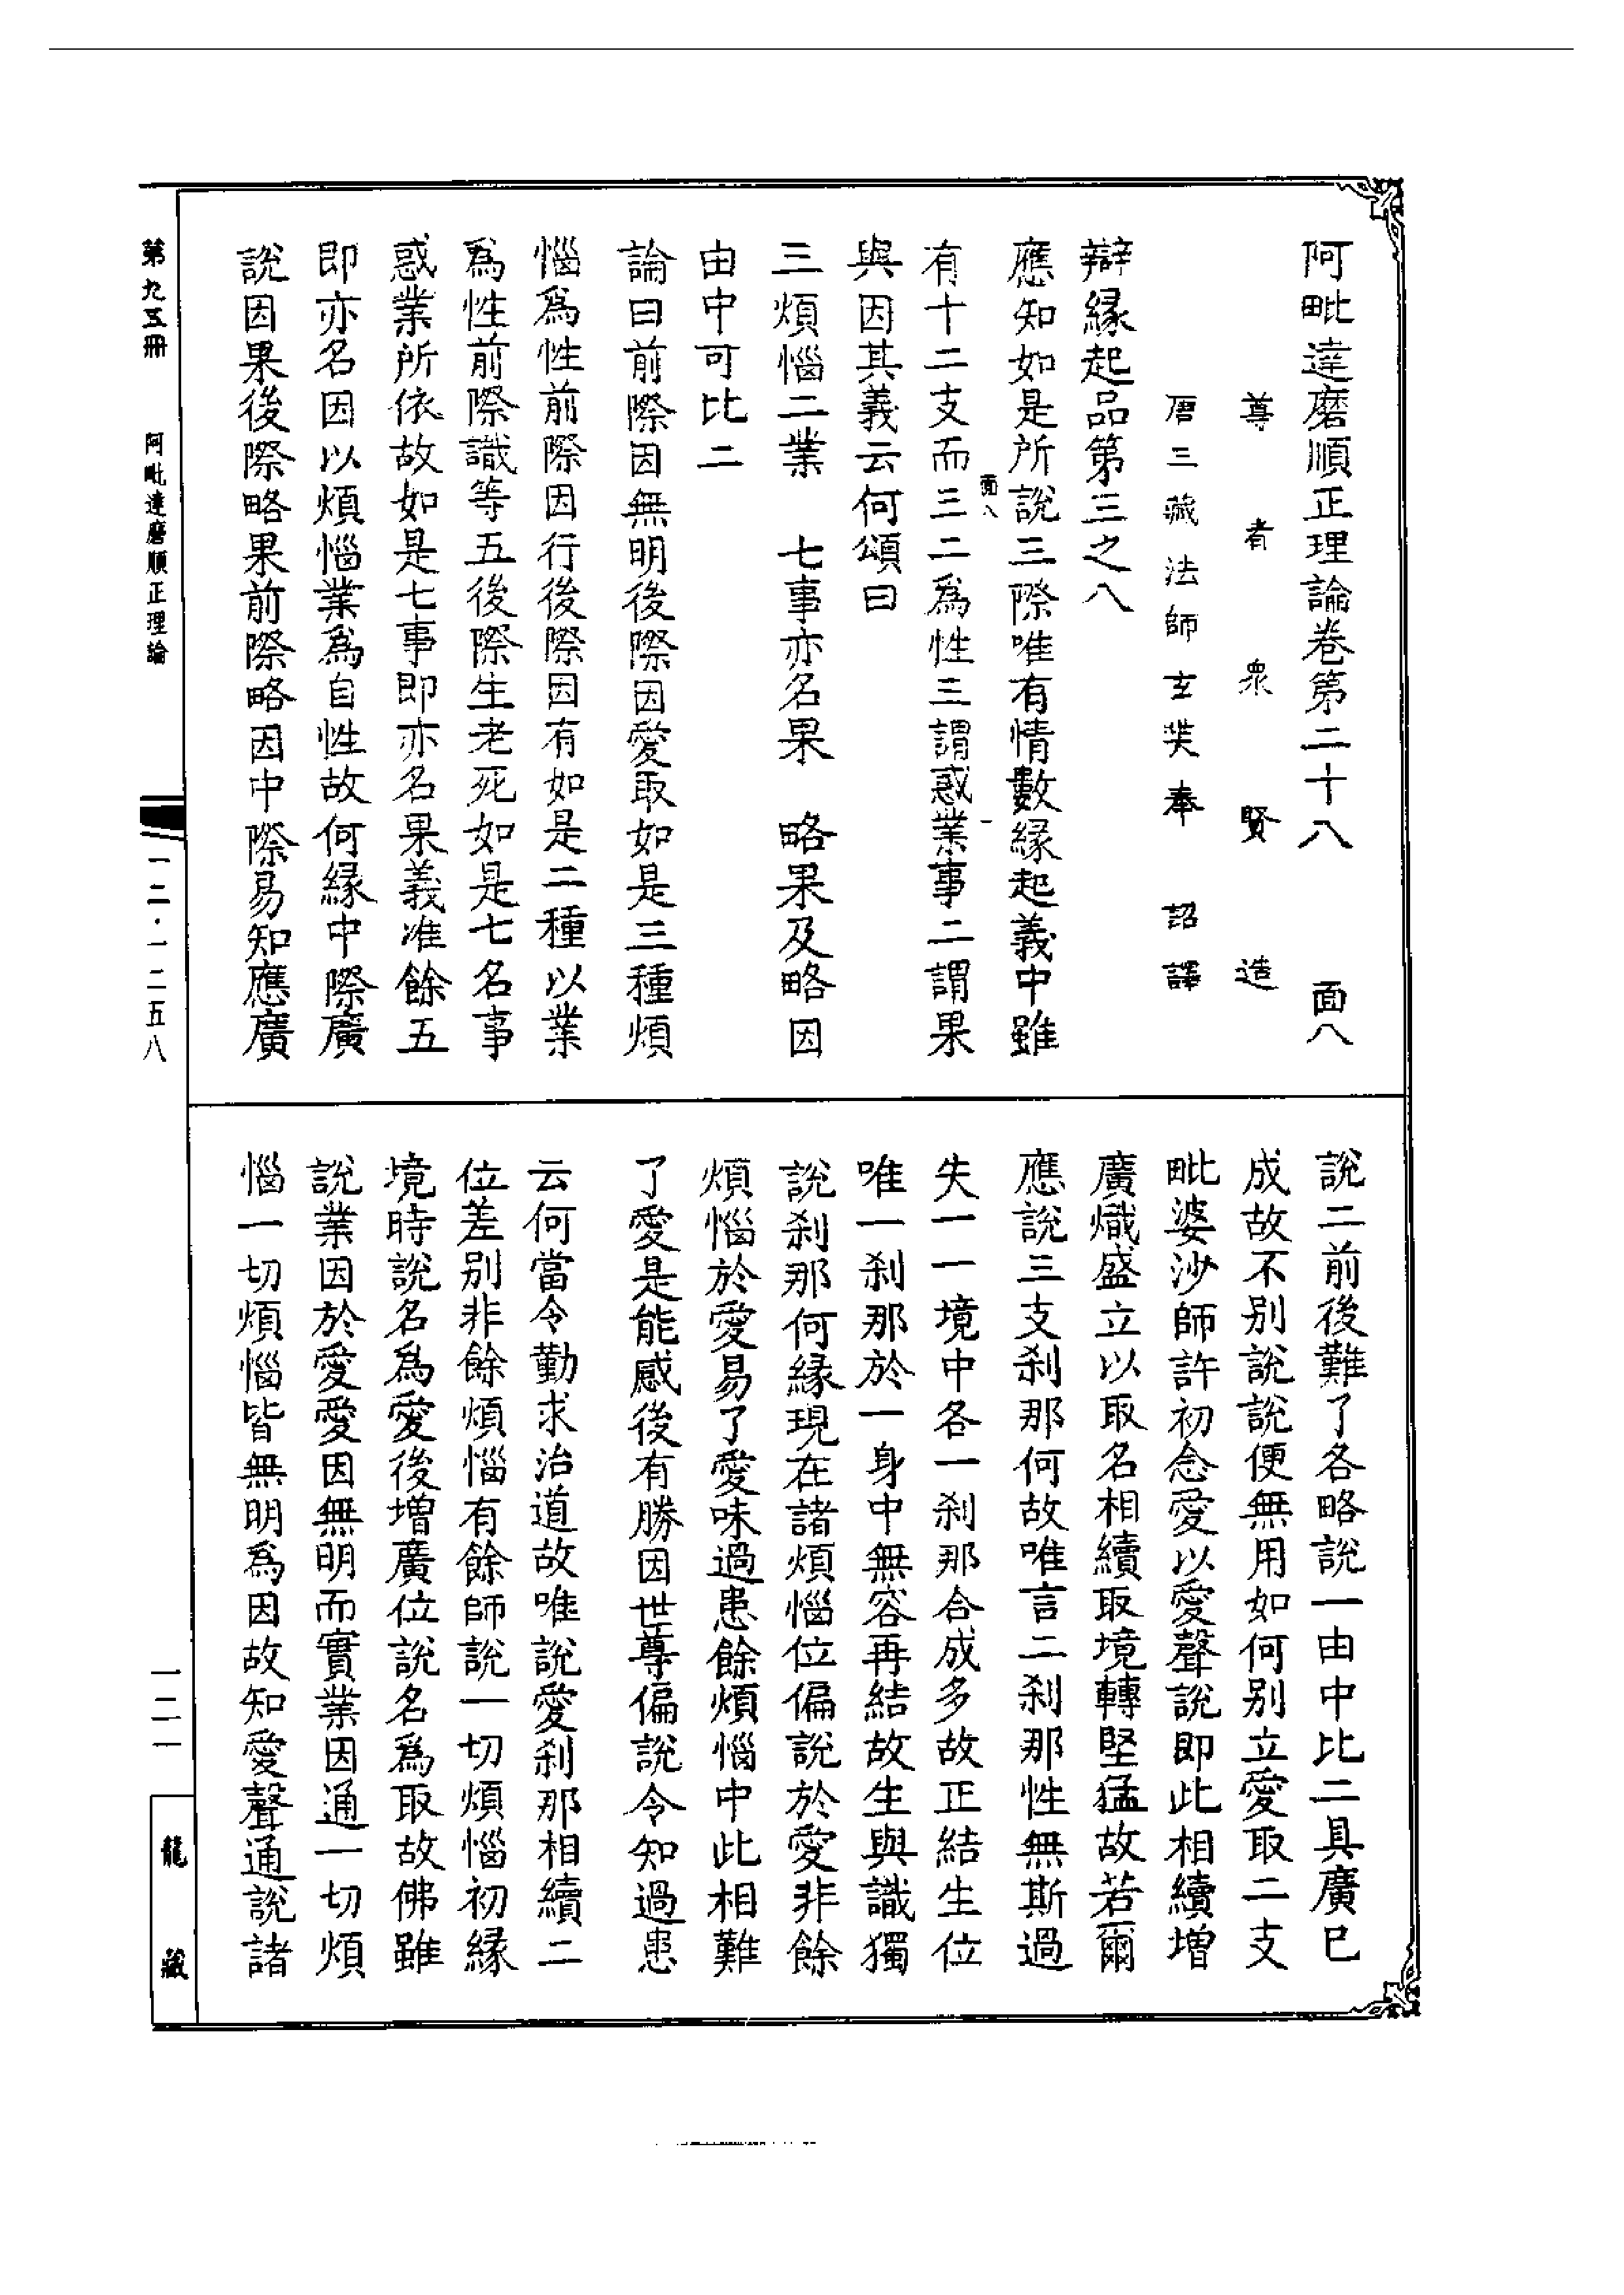 阿毗達磨順正理論卷第二十八 面八
尊者衆賢造
唐三藏法師玄奘奉 詔譯
辯緣起品第三之八
應知如是所說三際唯有情數緣起義中雖
面八 一
有十二支而三二爲性三謂惑業事二謂果
與因其義云何頌曰
三煩惱二業 七事亦名果 略果及略因
由中可比二
論曰前際因無明後際因愛取如是三種煩
惱爲性前際因行後際因有如是二種以業
爲性前際識等五後際生老死如是七名事
惑業所依故如是七事即亦名果義准餘五
即亦名因以煩惱業爲自性故何緣中際廣
說因果後際略果前際略因中際易知應廣
說二前後難了各略說一由中比二具廣已
成故不別說說便無用如何別立愛取二支
毗婆沙師許初念愛以愛聲說即此相續增
廣熾盛立以取名相續取境轉堅猛故若爾
應說三支刹那何故唯言二刹那性無斯過
失一一境中各一刹那合成多故正結生位
唯一刹那於一身中無容再結故生與識獨
說刹那何緣現在諸煩惱位偏說於愛非餘
煩惱於愛易了愛味過患餘煩惱中此相難
了愛是能感後有勝因世尊偏說令知過患
云何當令勤求治道故唯說愛刹那相續二
位差別非餘煩惱有餘師說一切煩惱初緣
境時說名爲愛後增廣位說名爲取故佛雖
說業因於愛愛因無明而實業因通一切煩
惱一切煩惱皆無明爲因故知愛聲通說諸
第九五冊 阿毗達磨順正理論 一二·一二五八
一二一 龍藏